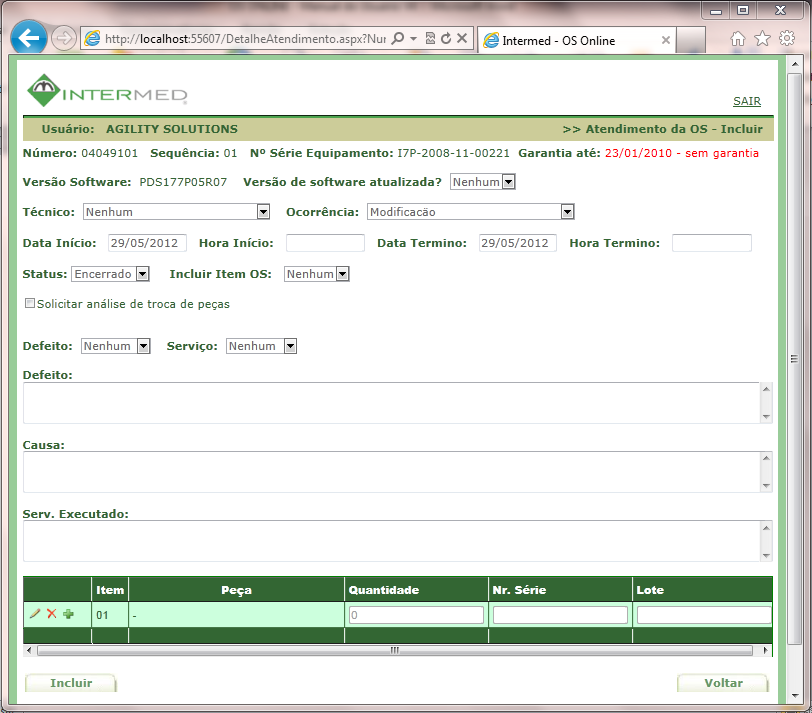 http://localhost:55607/DetalheAtendimento.aspx?Nur
Intermed - OS Online
INTERMED
SAIR
Usuário: AGILITY SOLUTIONS >> Atendimento da OS - Incluir
Número: 04049101 Sequência: 01 Nº Série Equipamento: I7P-2008-11-00221 Garantia até: 23/01/2010 - sem garantia
Versão Software: PDS177P05R07 Versão de software atualizada? Nenhum
Técnico: Nenhum Ocorrência: Modificacäo
Data Início: 29/05/2012 Hora Início: Data Termino: 29/05/2012 Hora Termino:
Status: Encerrado Incluir Item OS: Nenhum
Solicitar análise de troca de peças
Defeito: Nenhum Serviço: Nenhum
Defeito:
Causa:
Serv. Executado:
Item Peça Quantidade Nr. Série Lote
01 - 0
Incluir Voltar